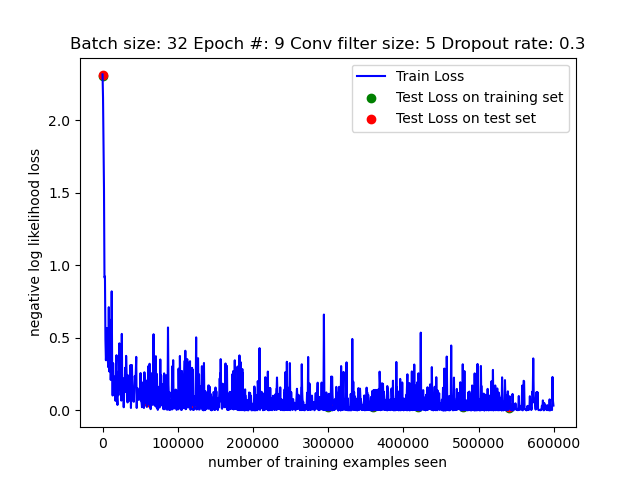 Batch size: 32 Epoch #: 9 Conv filter size: 5 Dropout rate: 0.3
Train Loss
Test Loss on training set
Test Loss on test set
negative log likelihood loss
2.0
1.5
1.0
0.5
0.0
0 100000 200000 300000 400000 500000 600000
number of training examples seen